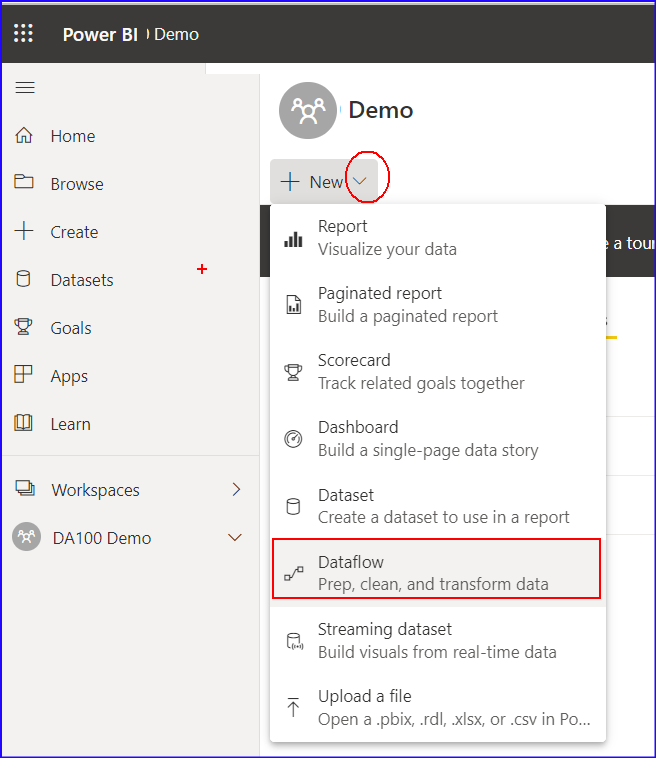 Power BI Demo
Demo
Home
Browse
Create
Datasets
Goals
Apps
Learn
Workspaces
DA100 Demo
New
Report
Visualize your data
Paginated report
Build a paginated report
Scorecard
Track related goals together
Dashboard
Build a single-page data story
Dataset
Create a dataset to use in a report
Dataflow
Prep, clean, and transform data
Streaming dataset
Build visuals from real-time data
Upload a file
Open a .pbix, .rdl, .xlsx, or .csv in Po...
e a tour